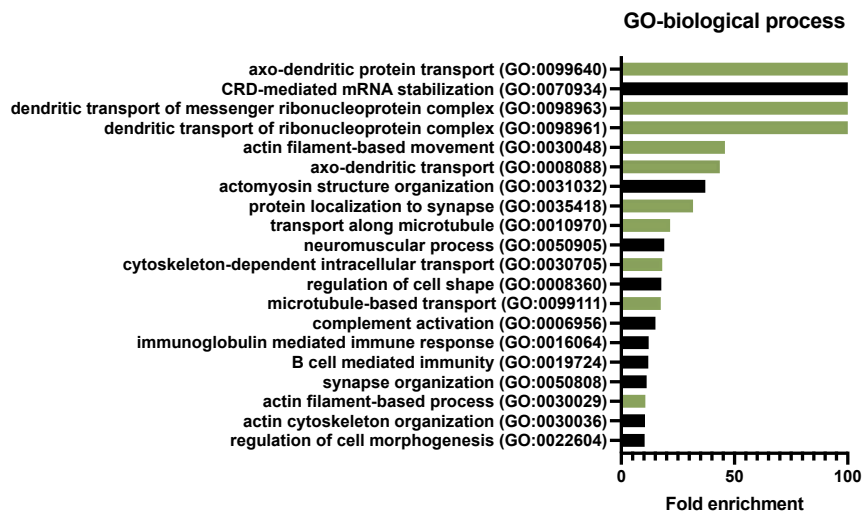 GO-biological process
axo-dendritic protein transport (GO:0099640)
CRD-mediated mRNA stabilization (GO:0070934)
dendritic transport of messenger ribonucleoprotein complex (GO:0098963)
dendritic transport of ribonucleoprotein complex (GO:0098961)
actin filament-based movement (GO:0030048)
axo-dendritic transport (GO:0008088)
actomyosin structure organization (GO:0031032)
protein localization to synapse (GO:0035418)
transport along microtubule (GO:0010970)
neuromuscular process (GO:0050905)
cytoskeleton-dependent intracellular transport (GO:0030705)
regulation of cell shape (GO:0008360)
microtubule-based transport (GO:0099111)
complement activation (GO:0006956)
immunoglobulin mediated immune response (GO:0016064)
B cell mediated immunity (GO:0019724)
synapse organization (GO:0050808)
actin filament-based process (GO:0030029)
actin cytoskeleton organization (GO:0030036)
regulation of cell morphogenesis (GO:0022604)
0 50 100
Fold enrichment